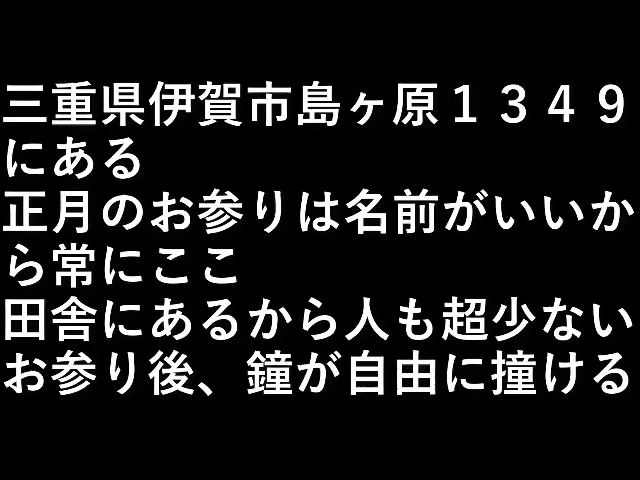 三重県伊賀市島ヶ原１３４９
にある
正月のお参りは名前がいいか
ら常にここ
田舎にあるから人も超少ない
お参り後、鐘が自由に撞ける